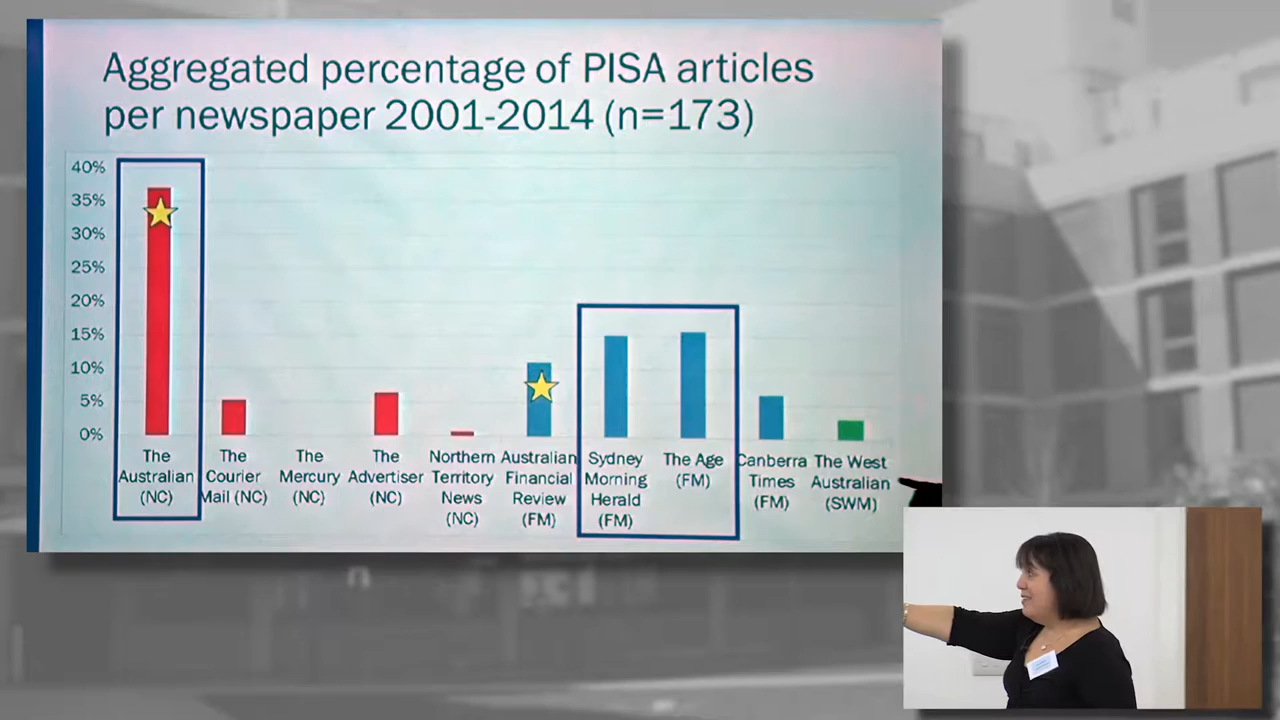 Aggregated percentage of PISA articles
per newspaper 2001-2014 (n=173)
40%
35%
30%
25%
20%
15%
10%
5%
0%
The
Australian
(NC)
The
Courier
Mail (NC)
The
Mercury
(NC)
The
Advertiser
(NC)
Northern
Territory
News
(NC)
Australian
Financial
Review
(FM)
Sydney
Morning
Herald
(FM)
The Age
(FM)
Canberra
Times
(FM)
The West
Australian
(SWM)